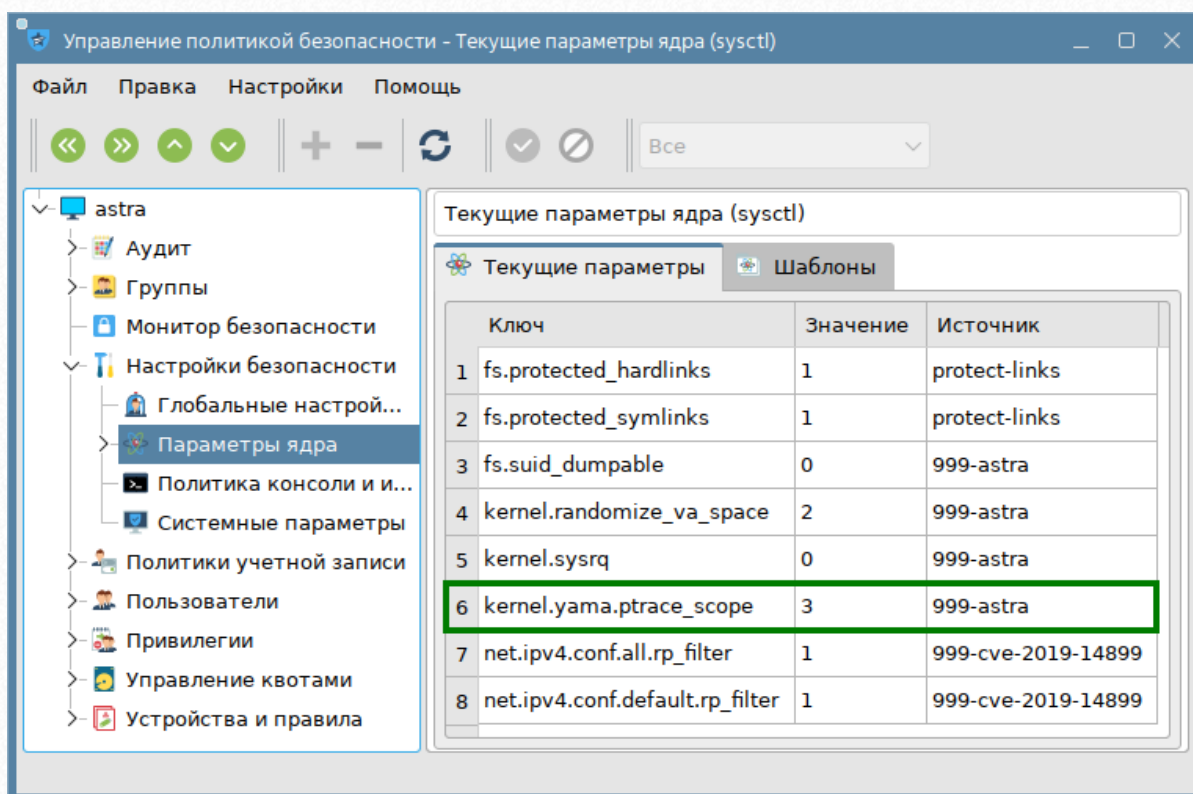 Управление политикой безопасности - Текущие параметры ядра (sysctl)
Файл Правка Настройки Помощь
Все
astra
Аудит
Группы
Монитор безопасности
Настройки безопасности
Глобальные настрой...
Параметры ядра
Политика консоли и и...
Системные параметры
Политики учетной записи
Пользователи
Привилегии
Управление квотами
Устройства и правила
Текущие параметры ядра (sysctl)
Текущие параметры Шаблоны
Ключ Значение Источник
1 fs.protected_hardlinks 1 protect-links
2 fs.protected_symlinks 1 protect-links
3 fs.suid_dumpable 0 999-astra
4 kernel.randomize_va_space 2 999-astra
5 kernel.sysrq 0 999-astra
6 kernel.yama.ptrace_scope 3 999-astra
7 net.ipv4.conf.all.rp_filter 1 999-cve-2019-14899
8 net.ipv4.conf.default.rp_filter 1 999-cve-2019-14899